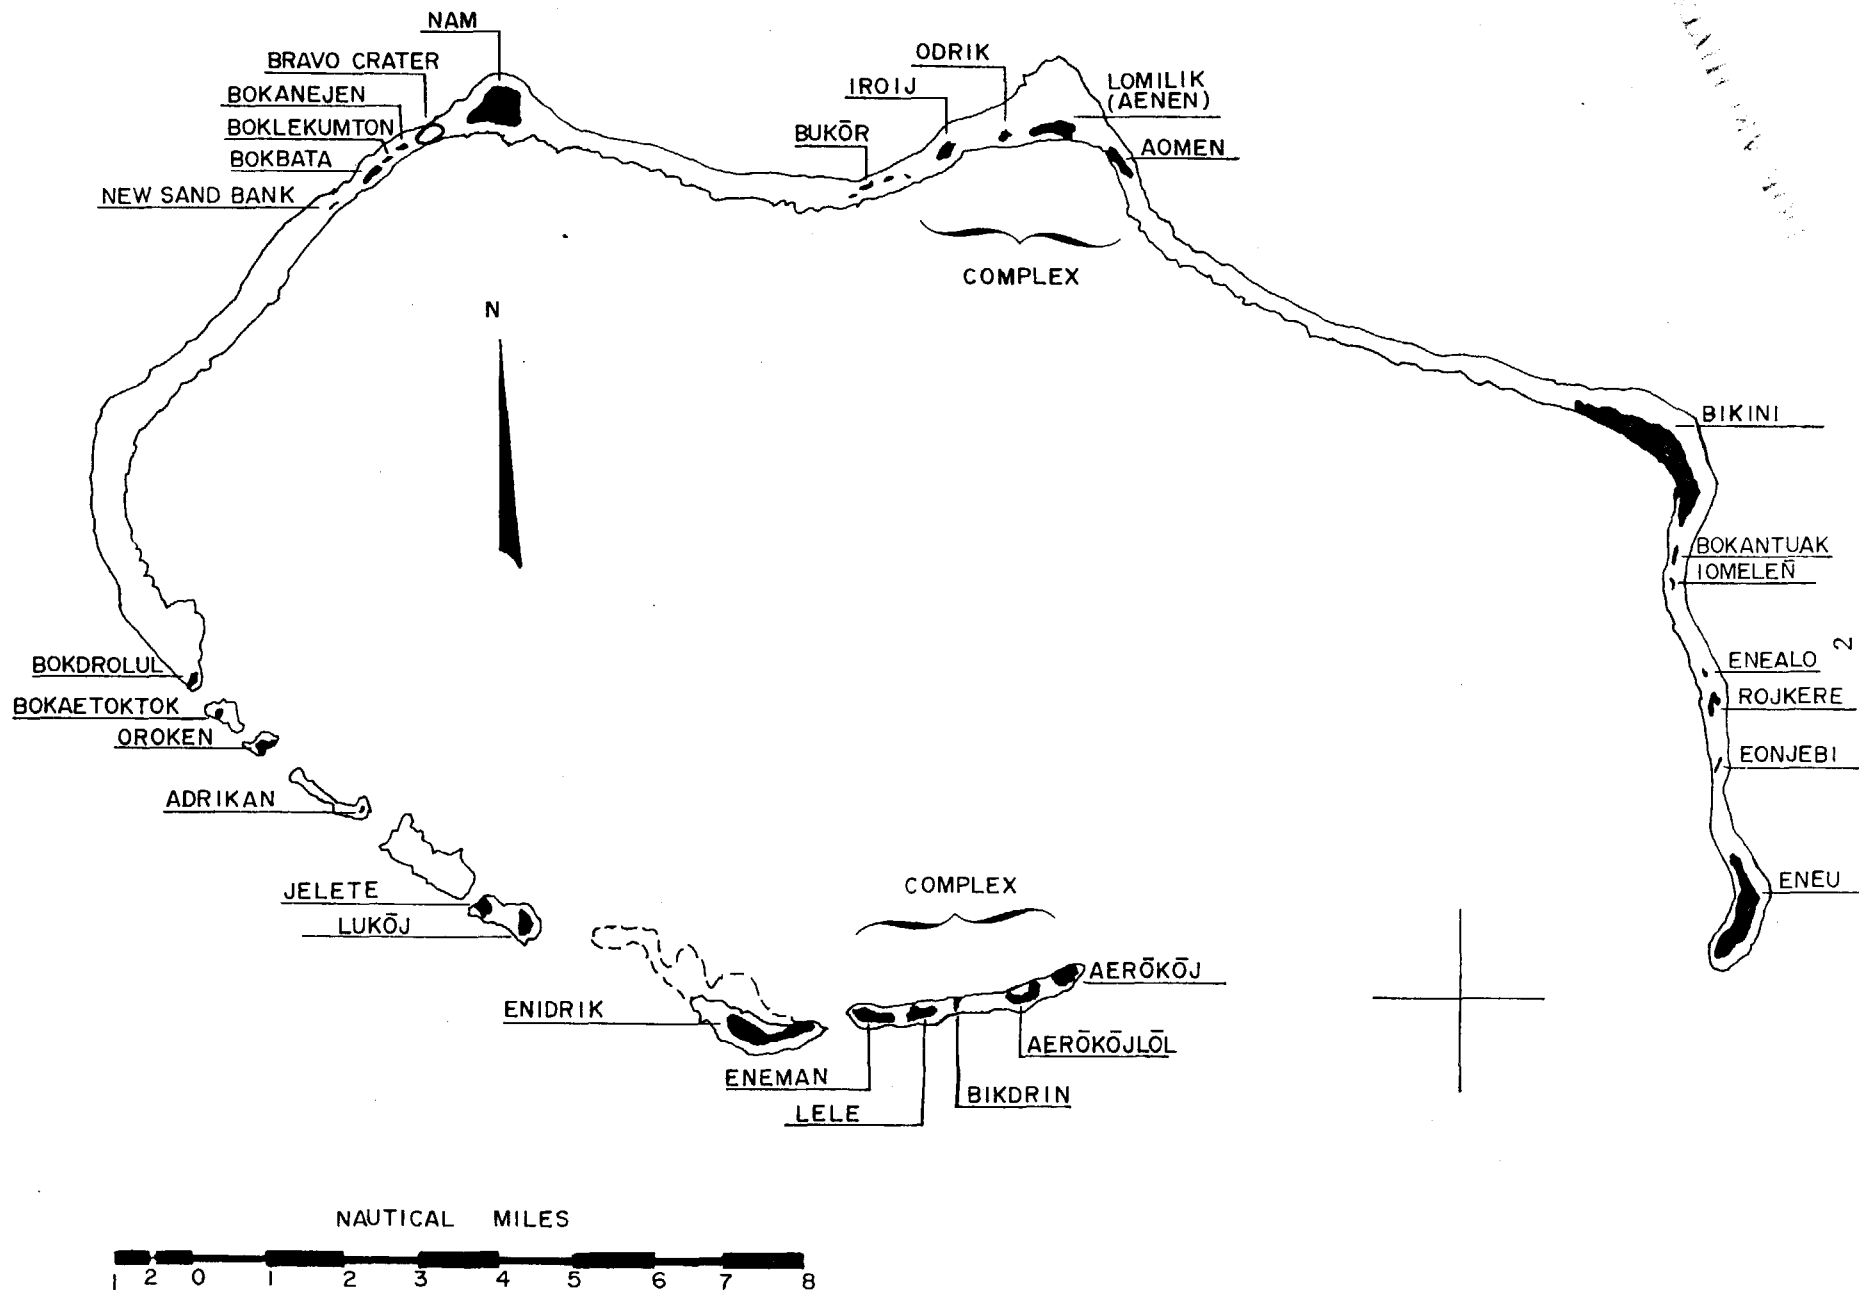 NAM
BRAVO CRATER
BOKANEJEN
BOKLEKUMTON
BOKBATA
NEW SAND BANK
ODRIK
IROIJ
BUKŌR
LOMILIK
(AENEN)
AOMEN
COMPLEX
N
BIKINI
BOKANTUAK
IOMELEÑ
ENEALO
2
ROJKERE
EONJEBI
ENEU
BOKDROLUL
BOKAETOKTOK
OROKEN
ADRIKAN
JELETE
LUKŌJ
COMPLEX
ENIDRIK
AERŌKŌJ
AERŌKŌJLŌL
ENEMAN
BIKDRIN
LELE
NAUTICAL MILES
1 2 0 1 2 3 4 5 6 7 8